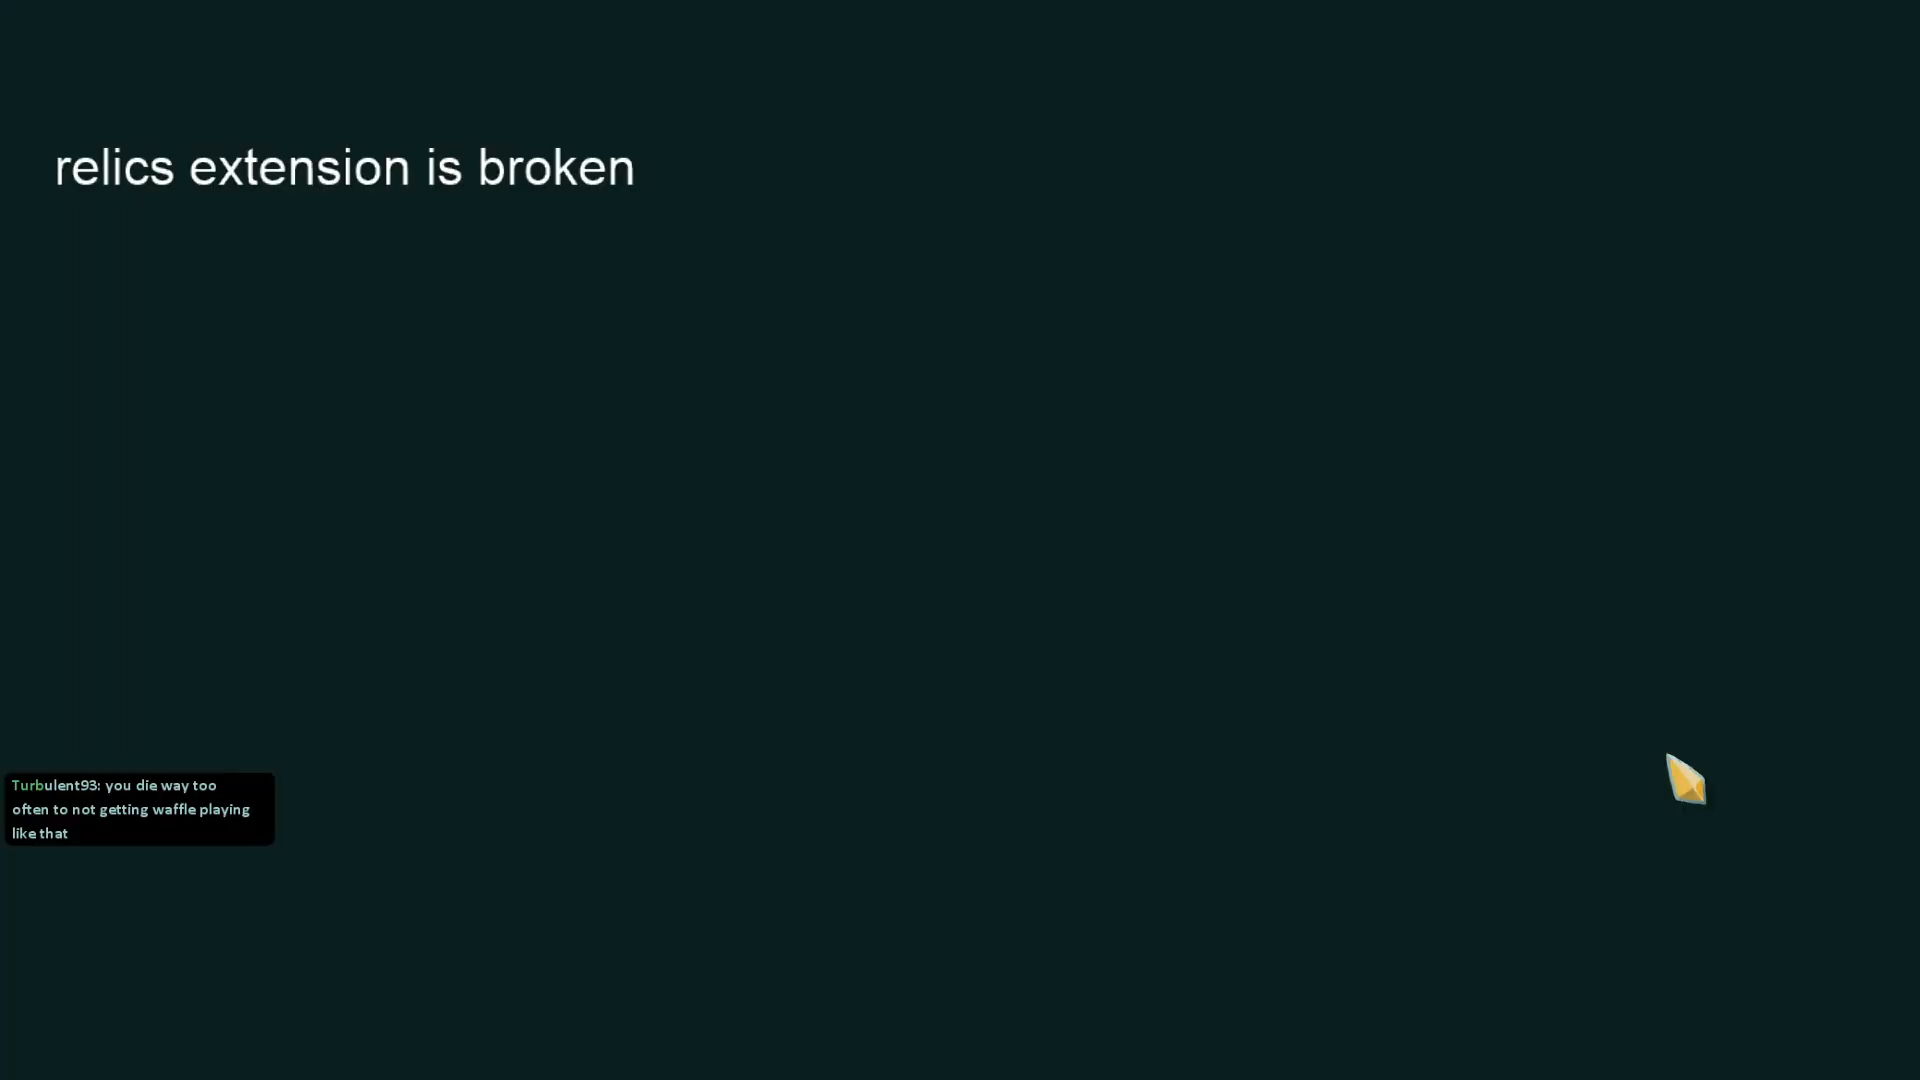 relics extension is broken
Turbulent93: you die way too
often to not getting waffle playing
like that